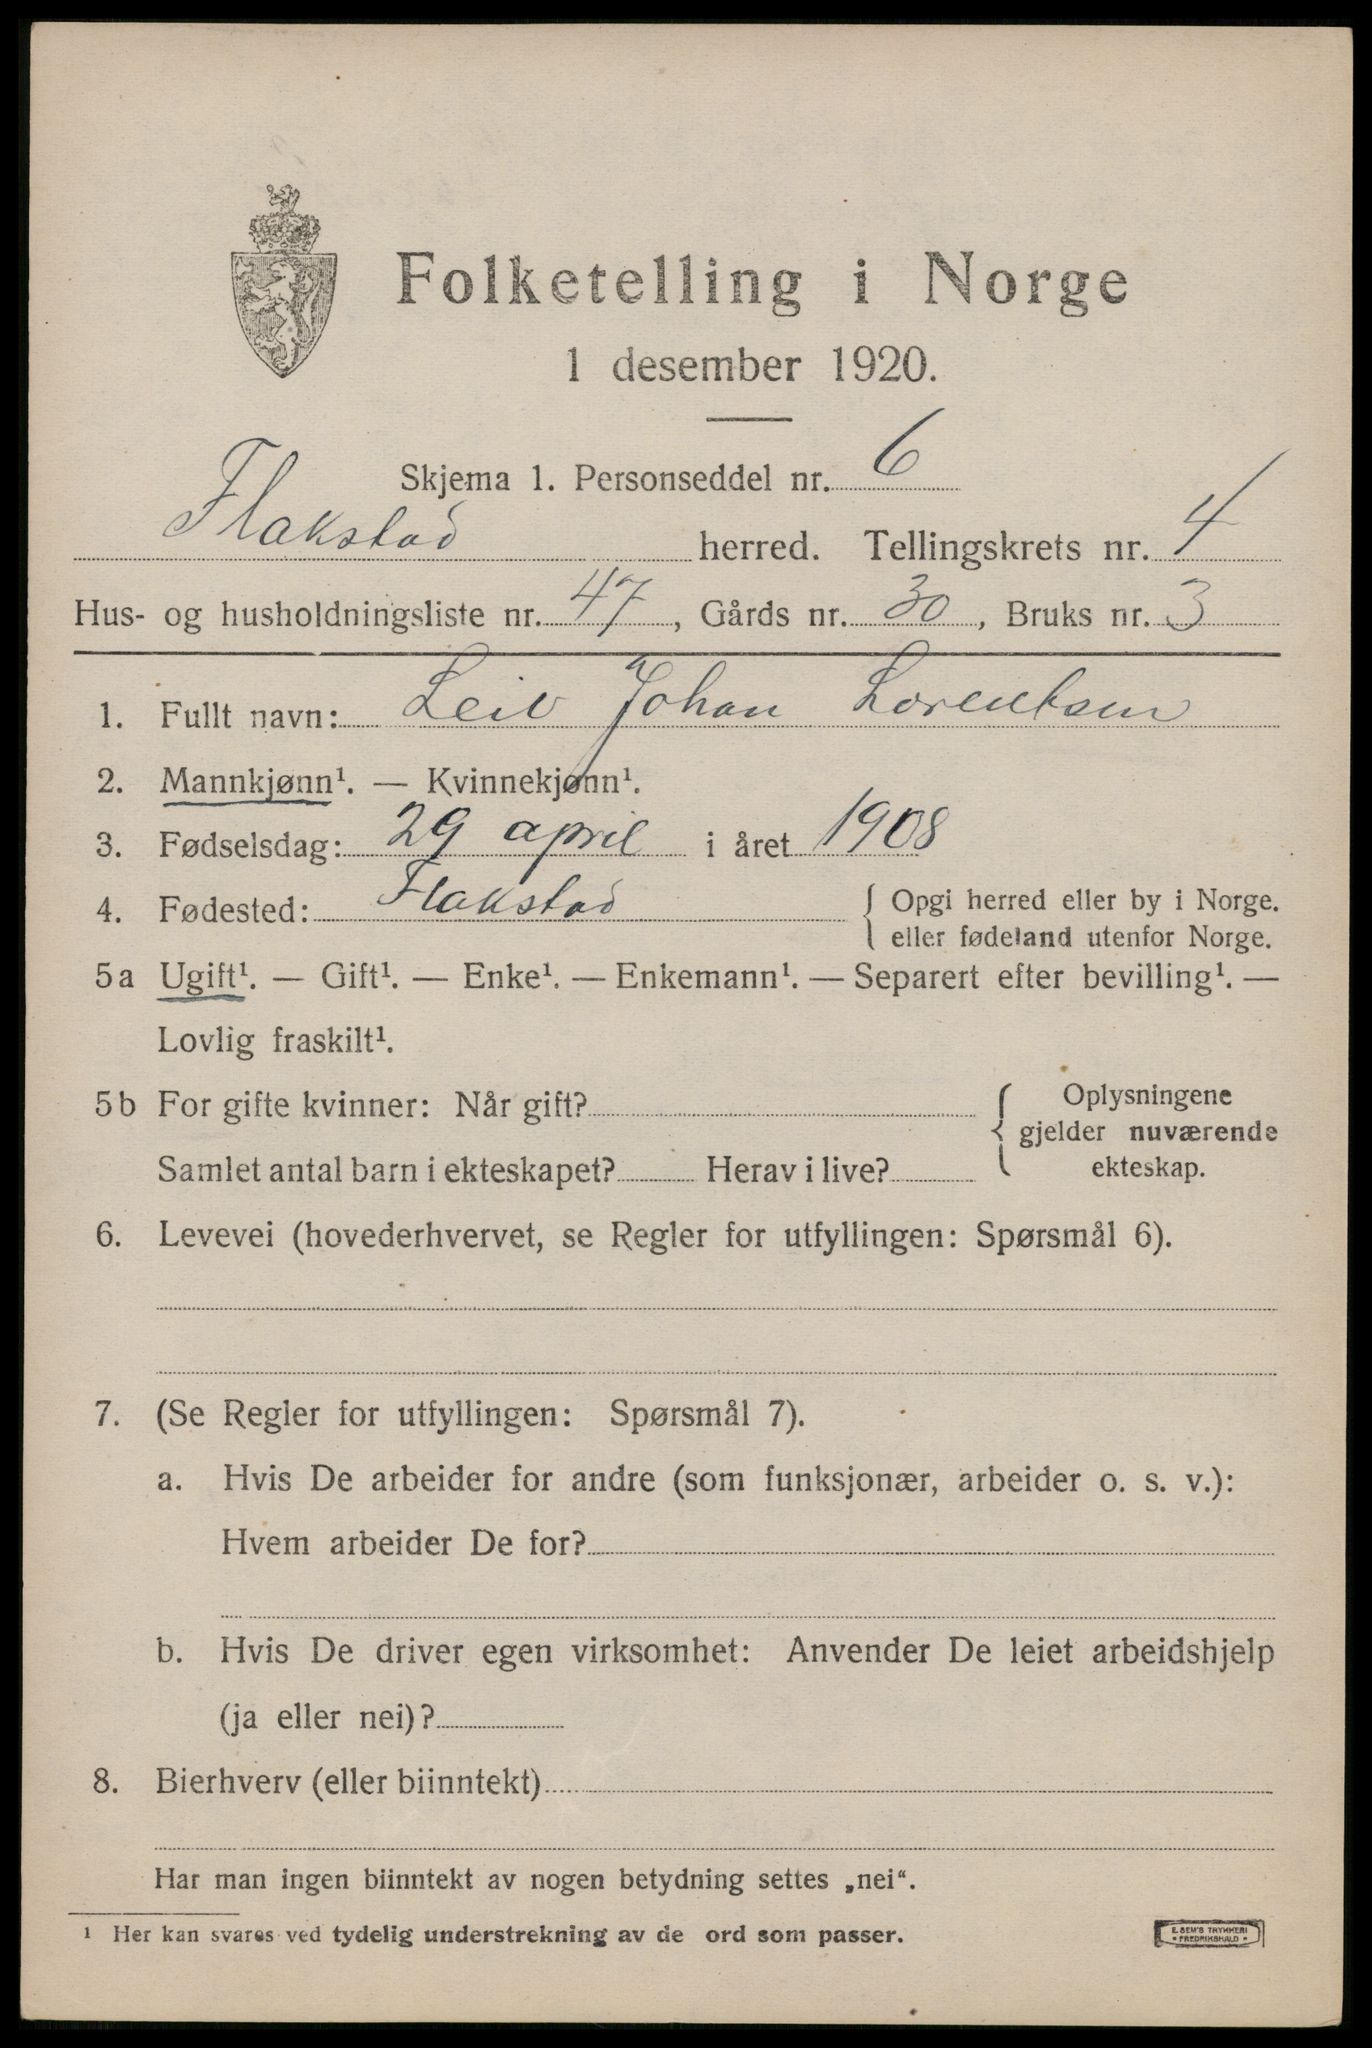 Folketelling i Norge
1 desember 1920.
Skjema 1. Personseddel nr. 6
Flakstad herred. Tellingskrets nr. 4
Hus- og husholdningsliste nr. 47, Gårds nr. 30, Bruks nr. 3
1. Fullt navn: Leiv Johan Lorentsen
2. Mannkjønn¹. — Kvinnekjønn¹.
3. Fødselsdag: 29 april i året 1908
4. Fødested: Flakstad { Opgi herred eller by i Norge.
eller fødeland utenfor Norge.
5a Ugift¹. — Gift¹. — Enke¹. — Enkemann¹. — Separert efter bevilling¹. —
Lovlig fraskilt¹.
5b For gifte kvinner: Når gift? { Oplysningene
gjelder nuværende
Samlet antal barn i ekteskapet? Herav i live? ekteskap.
6. Levevei (hovederhvervet, se Regler for utfyllingen: Spørsmål 6).
7. (Se Regler for utfyllingen: Spørsmål 7).
a. Hvis De arbeider for andre (som funksjonær, arbeider o. s. v.):
Hvem arbeider De for?
b. Hvis De driver egen virksomhet: Anvender De leiet arbeidshjelp
(ja eller nei)?
8. Bierhverv (eller biinntekt)
Har man ingen biinntekt av nogen betydning settes „nei“.
¹ Her kan svares ved tydelig understrekning av de ord som passer.
E. SEM'S TRYKKERI
• FREDRIKSHALD •